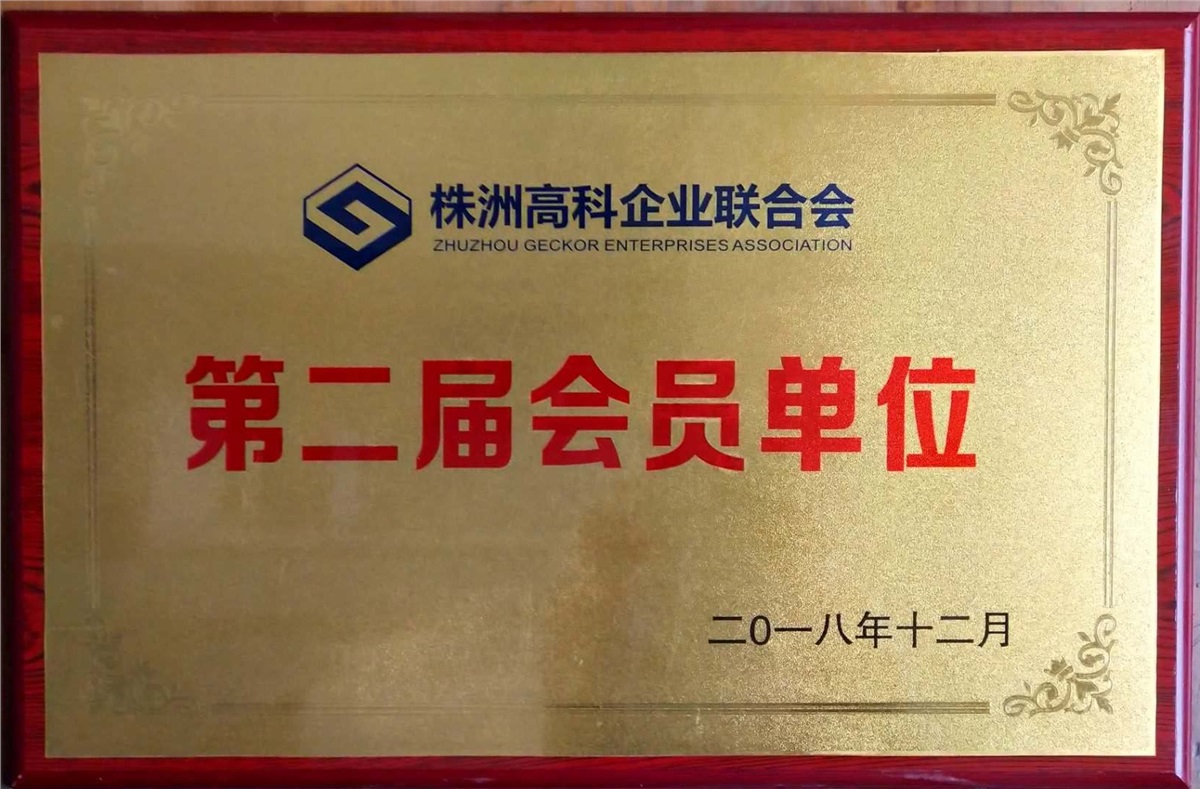 株洲高科企业联合会
ZHUZHOU GECKOR ENTERPRISES ASSOCIATION
第二届会员单位
二0一八年十二月